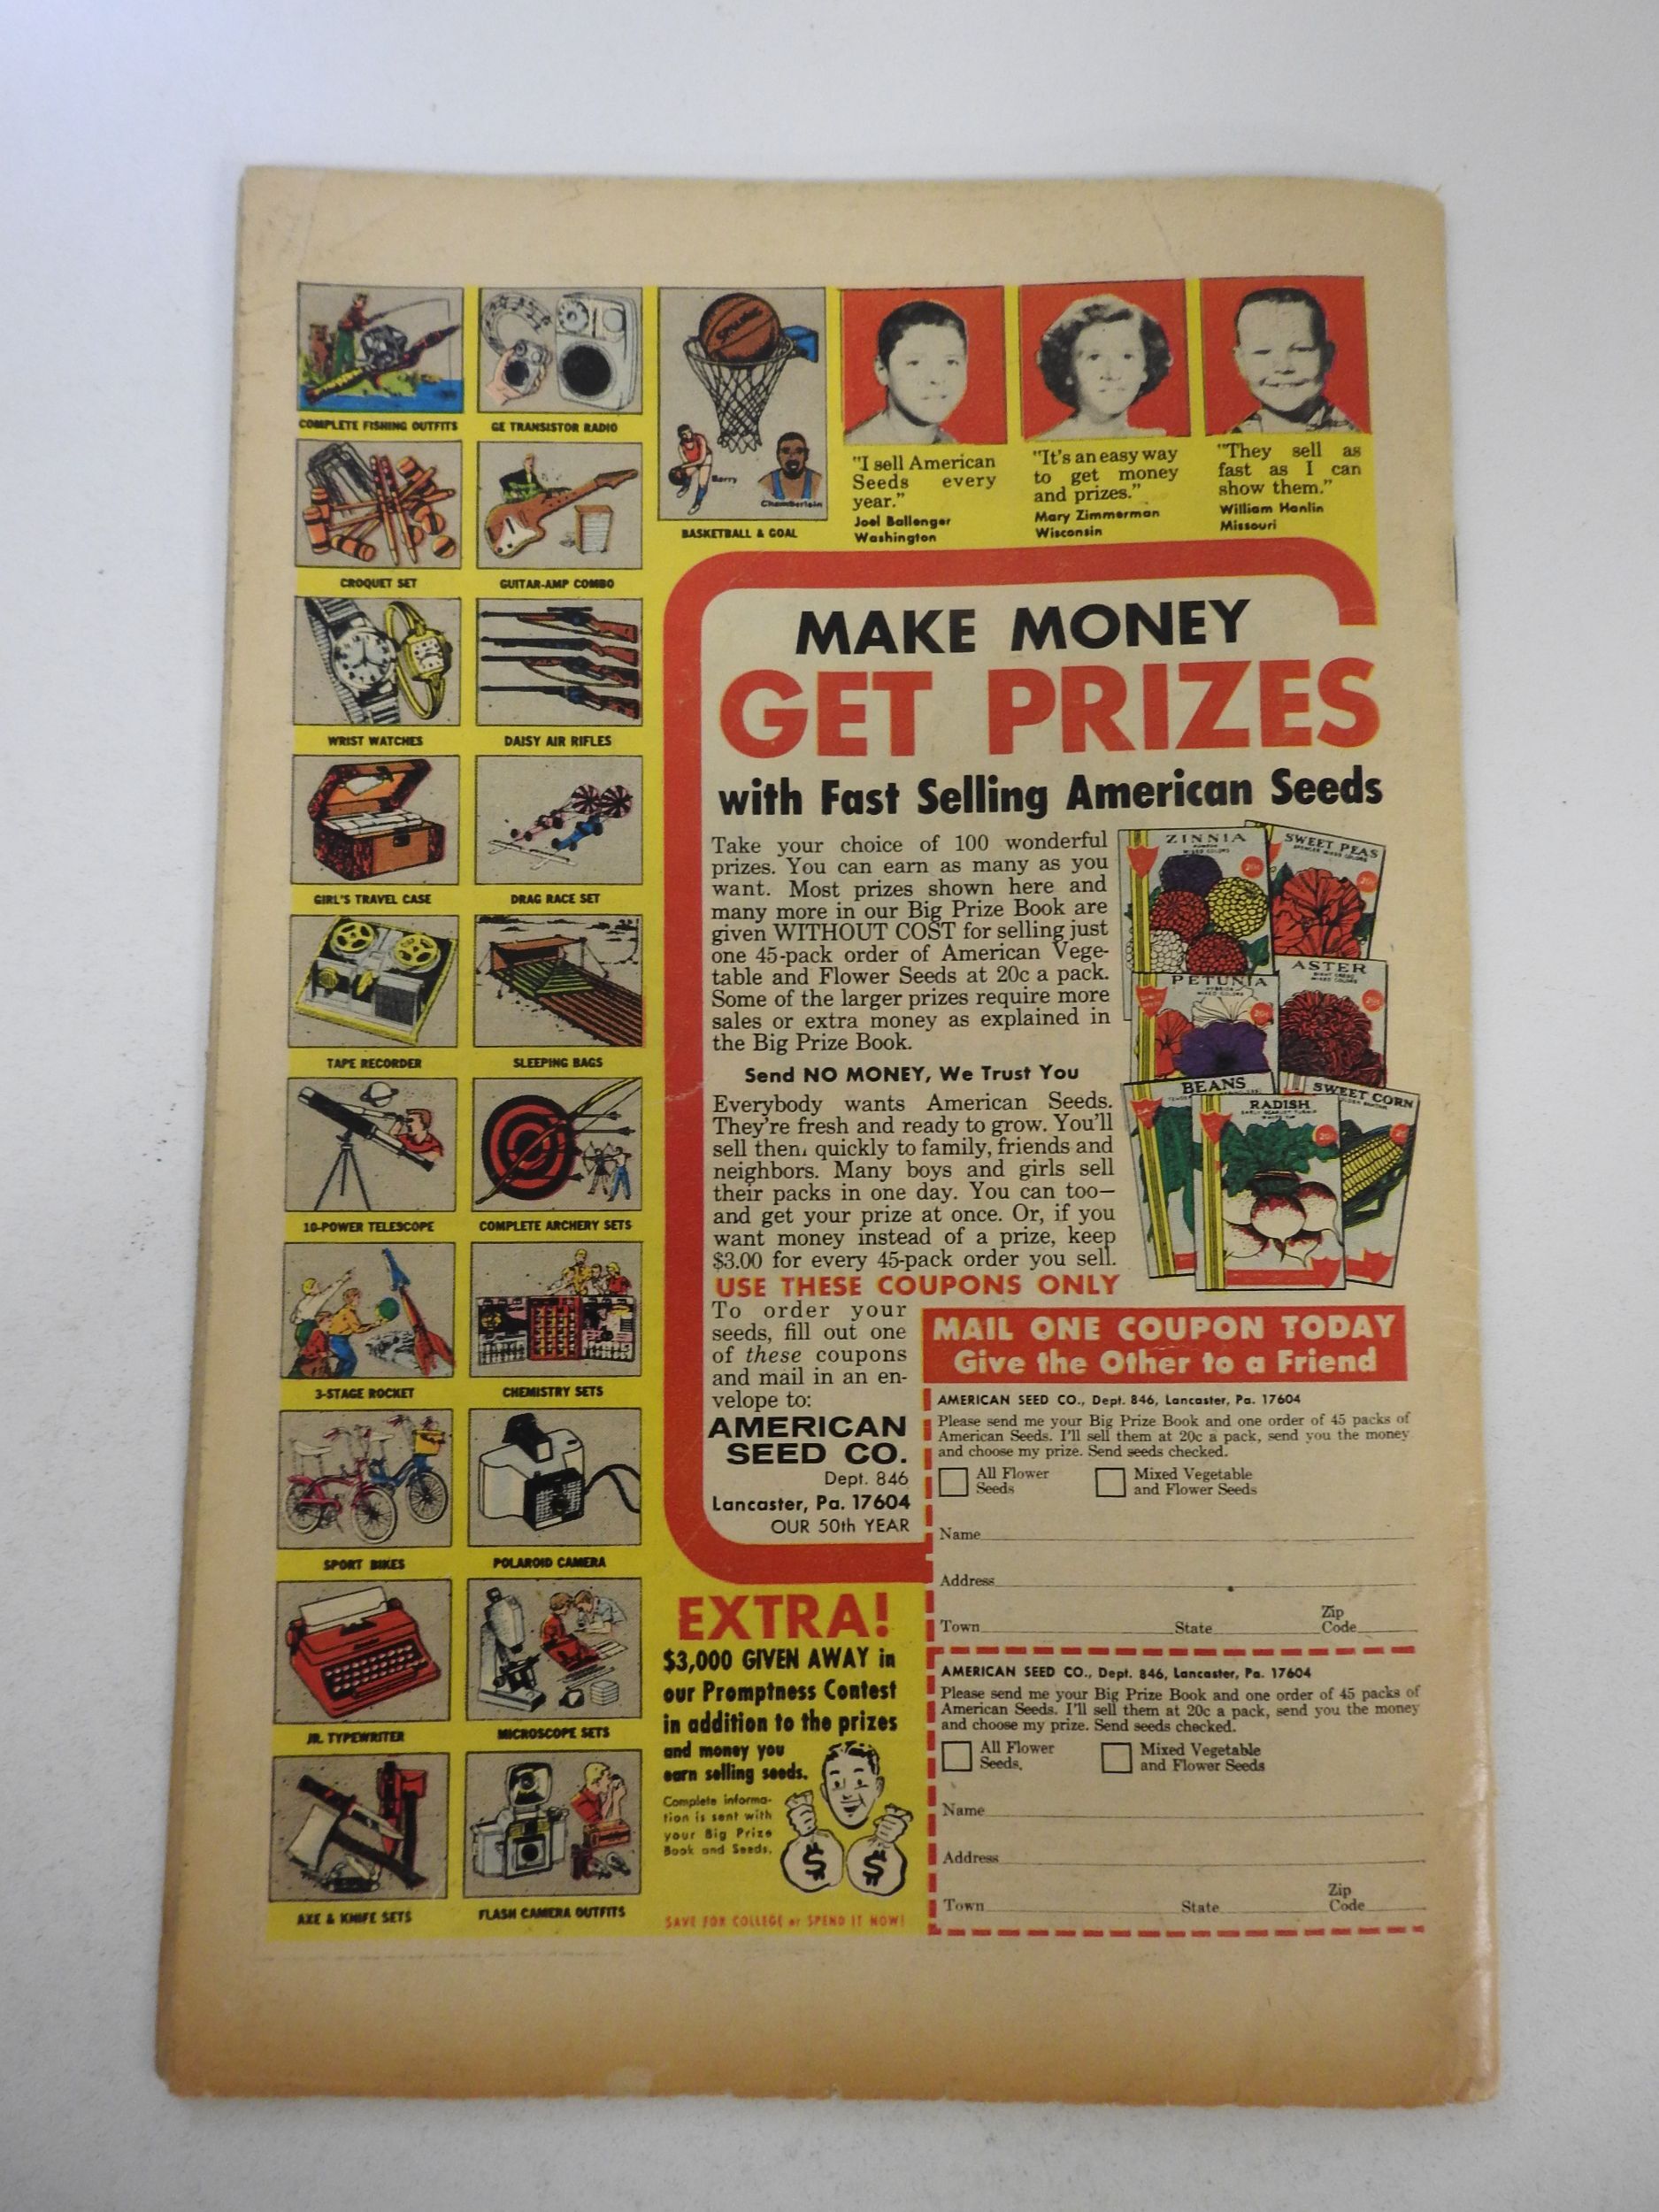 COMPLETE FISHING OUTFITS
GE TRANSISTOR RADIO
Barry
Chamberlain
BASKETBALL & GOAL
CROQUET SET
GUITAR-AMP COMBO
WRIST WATCHES
DAISY AIR RIFLES
GIRL'S TRAVEL CASE
DRAG RACE SET
TAPE RECORDER
SLEEPING BAGS
10-POWER TELESCOPE
COMPLETE ARCHERY SETS
3-STAGE ROCKET
CHEMISTRY SETS
SPORT BIKES
POLAROID CAMERA
JR. TYPEWRITER
MICROSCOPE SETS
AXE & KNIFE SETS
FLASH CAMERA OUTFITS
"I sell American
Seeds every
year."
Joel Ballenger
Washington
"It's an easy way
to get money
and prizes."
Mary Zimmerman
Wisconsin
"They sell as
fast as I can
show them."
William Hanlin
Missouri
MAKE MONEY
GET PRIZES
with Fast Selling American Seeds
Take your choice of 100 wonderful
prizes. You can earn as many as you
want. Most prizes shown here and
many more in our Big Prize Book are
given WITHOUT COST for selling just
one 45-pack order of American Vege-
table and Flower Seeds at 20c a pack.
Some of the larger prizes require more
sales or extra money as explained in
the Big Prize Book.
Send NO MONEY, We Trust You
Everybody wants American Seeds.
They're fresh and ready to grow. You'll
sell them quickly to family, friends and
neighbors. Many boys and girls sell
their packs in one day. You can too—
and get your prize at once. Or, if you
want money instead of a prize, keep
$3.00 for every 45-pack order you sell.
USE THESE COUPONS ONLY
To order your
seeds, fill out one
of these coupons
and mail in an en-
velope to:
AMERICAN
SEED CO.
Dept. 846
Lancaster, Pa. 17604
OUR 50th YEAR
ZINNIA
MIXED COLORS
SWEET PEAS
PETUNIA
MIXED COLORS
ASTER
MIXED COLORS
BEANS
RADISH
SWEET CORN
MAIL ONE COUPON TODAY
Give the Other to a Friend
AMERICAN SEED CO., Dept. 846, Lancaster, Pa. 17604
Please send me your Big Prize Book and one order of 45 packs of
American Seeds. I'll sell them at 20c a pack, send you the money
and choose my prize. Send seeds checked.
All Flower
Seeds
Mixed Vegetable
and Flower Seeds
Name
Address
Town State Zip
Code
AMERICAN SEED CO., Dept. 846, Lancaster, Pa. 17604
Please send me your Big Prize Book and one order of 45 packs of
American Seeds. I'll sell them at 20c a pack, send you the money
and choose my prize. Send seeds checked.
All Flower
Seeds.
Mixed Vegetable
and Flower Seeds
Name
Address
Town State Zip
Code
EXTRA!
$3,000 GIVEN AWAY in
our Promptness Contest
in addition to the prizes
and money you
earn selling seeds.
Complete informa-
tion is sent with
your Big Prize
Book and Seeds.
$ $
SAVE FOR COLLEGE or SPEND IT NOW!